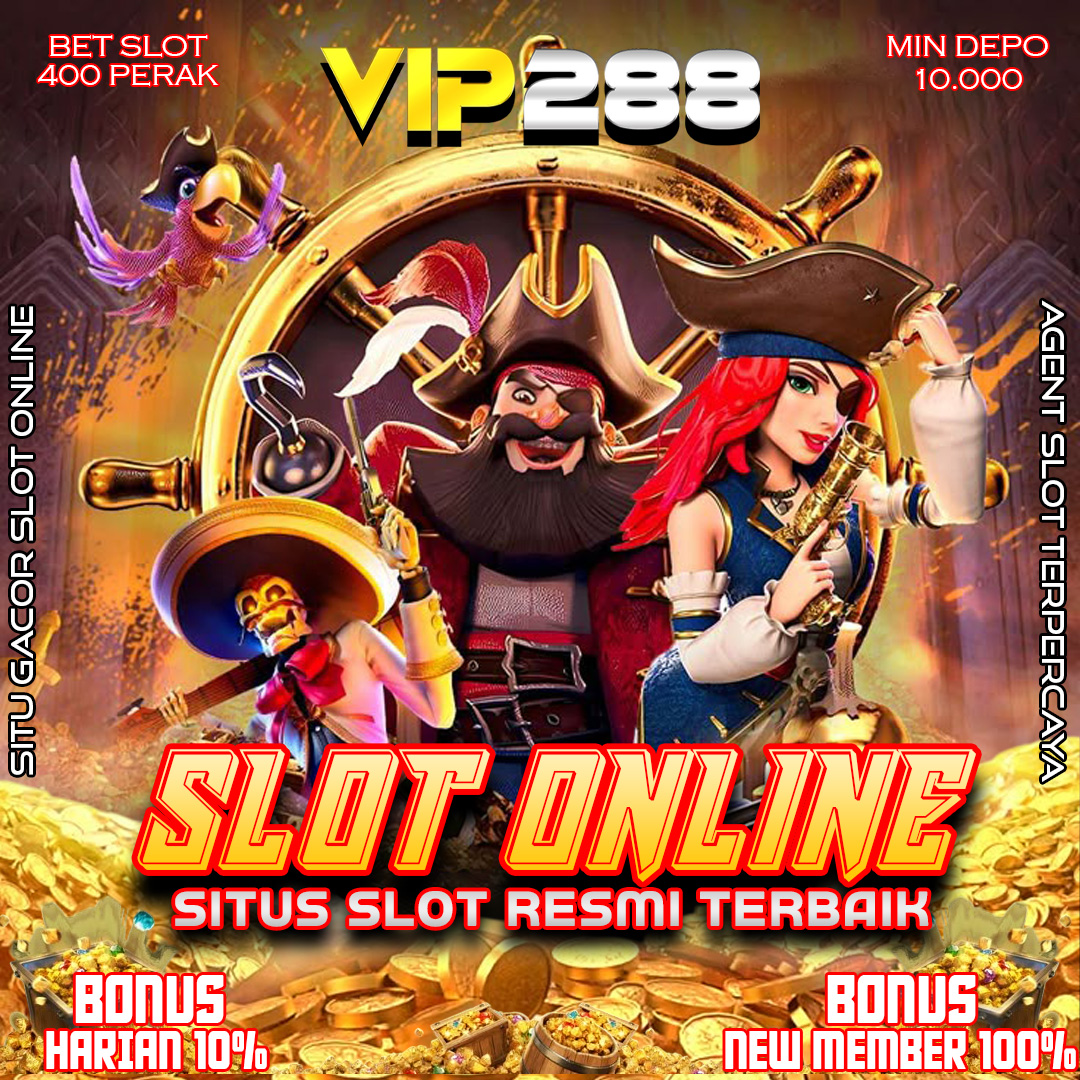 BET SLOT
400 PERAK
VIP288
MIN DEPO
10.000
SITU GACOR SLOT ONLINE
AGENT SLOT TERPERCAYA
SLOT ONLINE
SITUS SLOT RESMI TERBAIK
BONUS
HARIAN 10%
BONUS
NEW MEMBER 100%